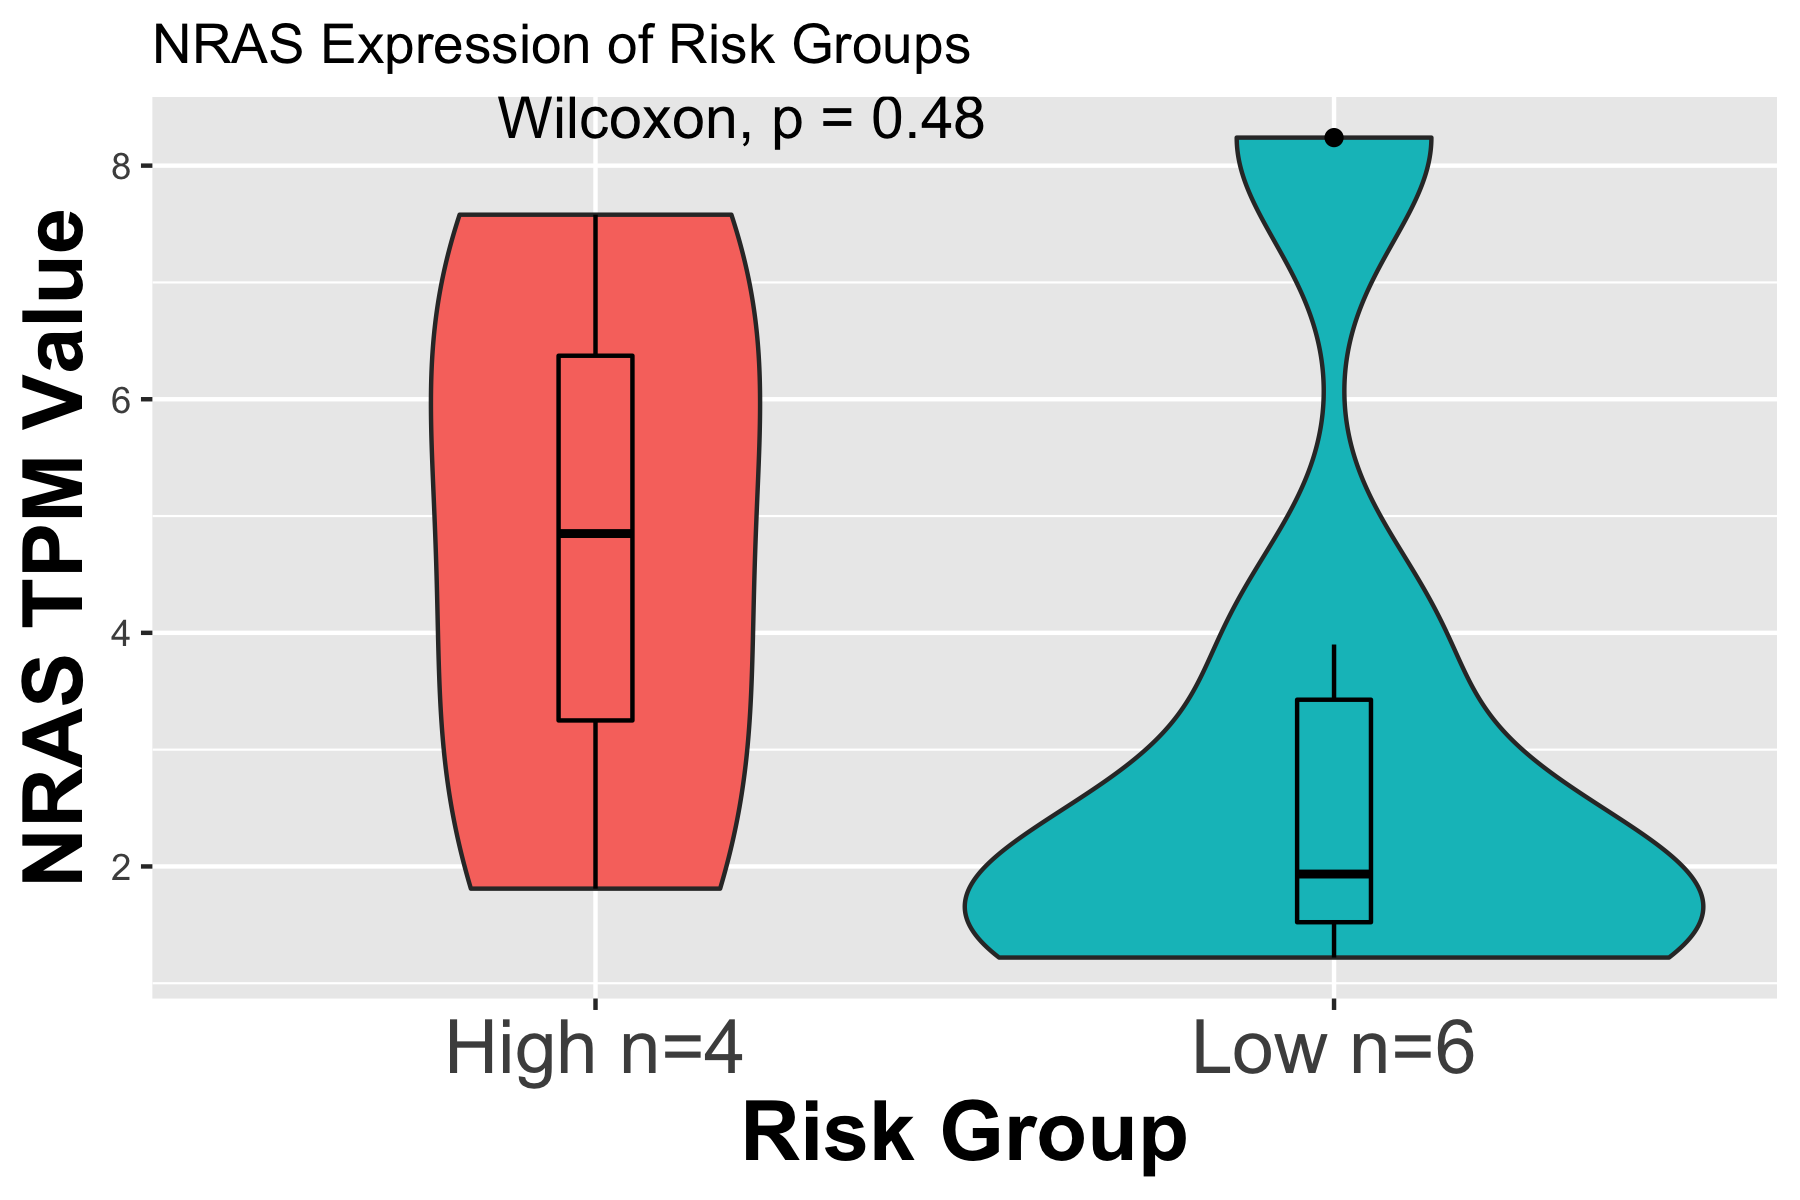 NRAS Expression of Risk Groups
Wilcoxon, p = 0.48
NRAS TPM Value
8
6
4
2
High n=4
Low n=6
Risk Group